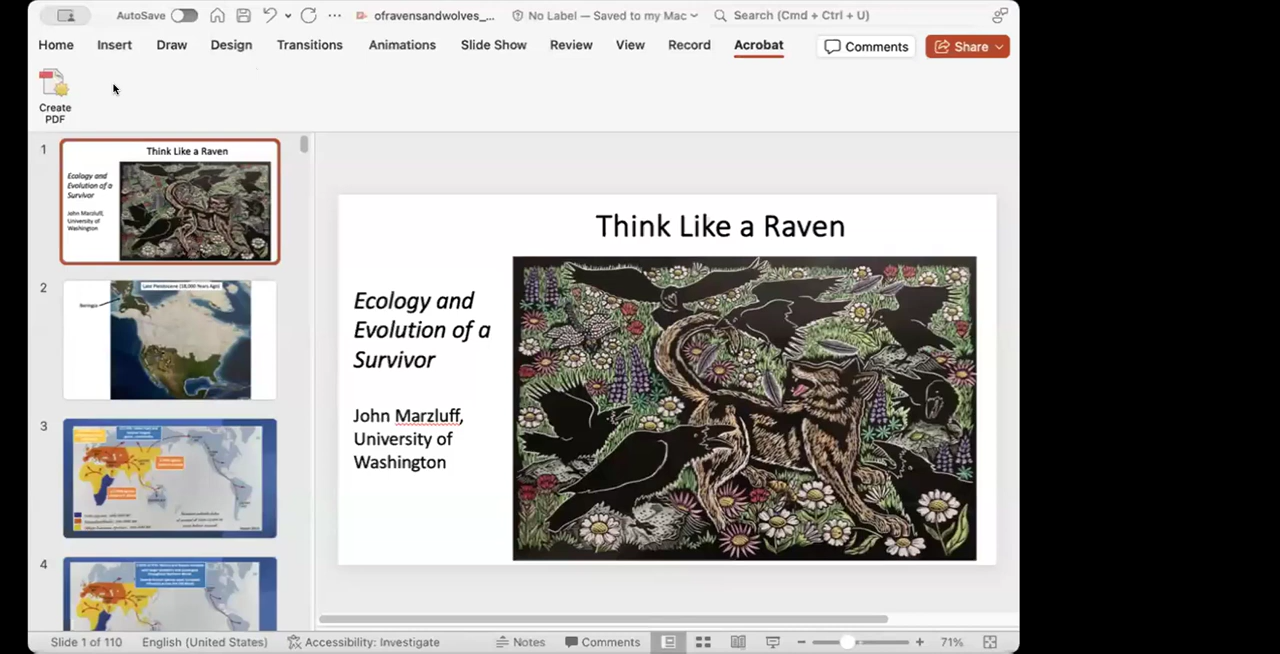 AutoSave
ofravensandwolves_...
No Label — Saved to my Mac
Search (Cmd + Ctrl + U)
Home
Insert
Draw
Design
Transitions
Animations
Slide Show
Review
View
Record
Acrobat
Comments
Share
Create
PDF
1
Think Like a Raven
Ecology and
Evolution of a
Survivor
John Marzluff,
University of
Washington
2
Late Pleistocene (18,000 Years Ago)
Beringia
3
4
Think Like a Raven
Ecology and
Evolution of a
Survivor
John Marzluff,
University of
Washington
Slide 1 of 110
English (United States)
Accessibility: Investigate
Notes
Comments
71%